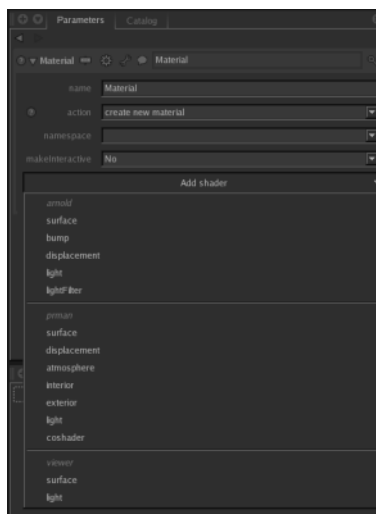 Parameters Catalog
Material Material
name Material
action create new material
namespace
makeInteractive No
Add shader
arnold
surface
bump
displacement
light
lightFilter
prman
surface
displacement
atmosphere
interior
exterior
light
coshader
viewer
surface
light